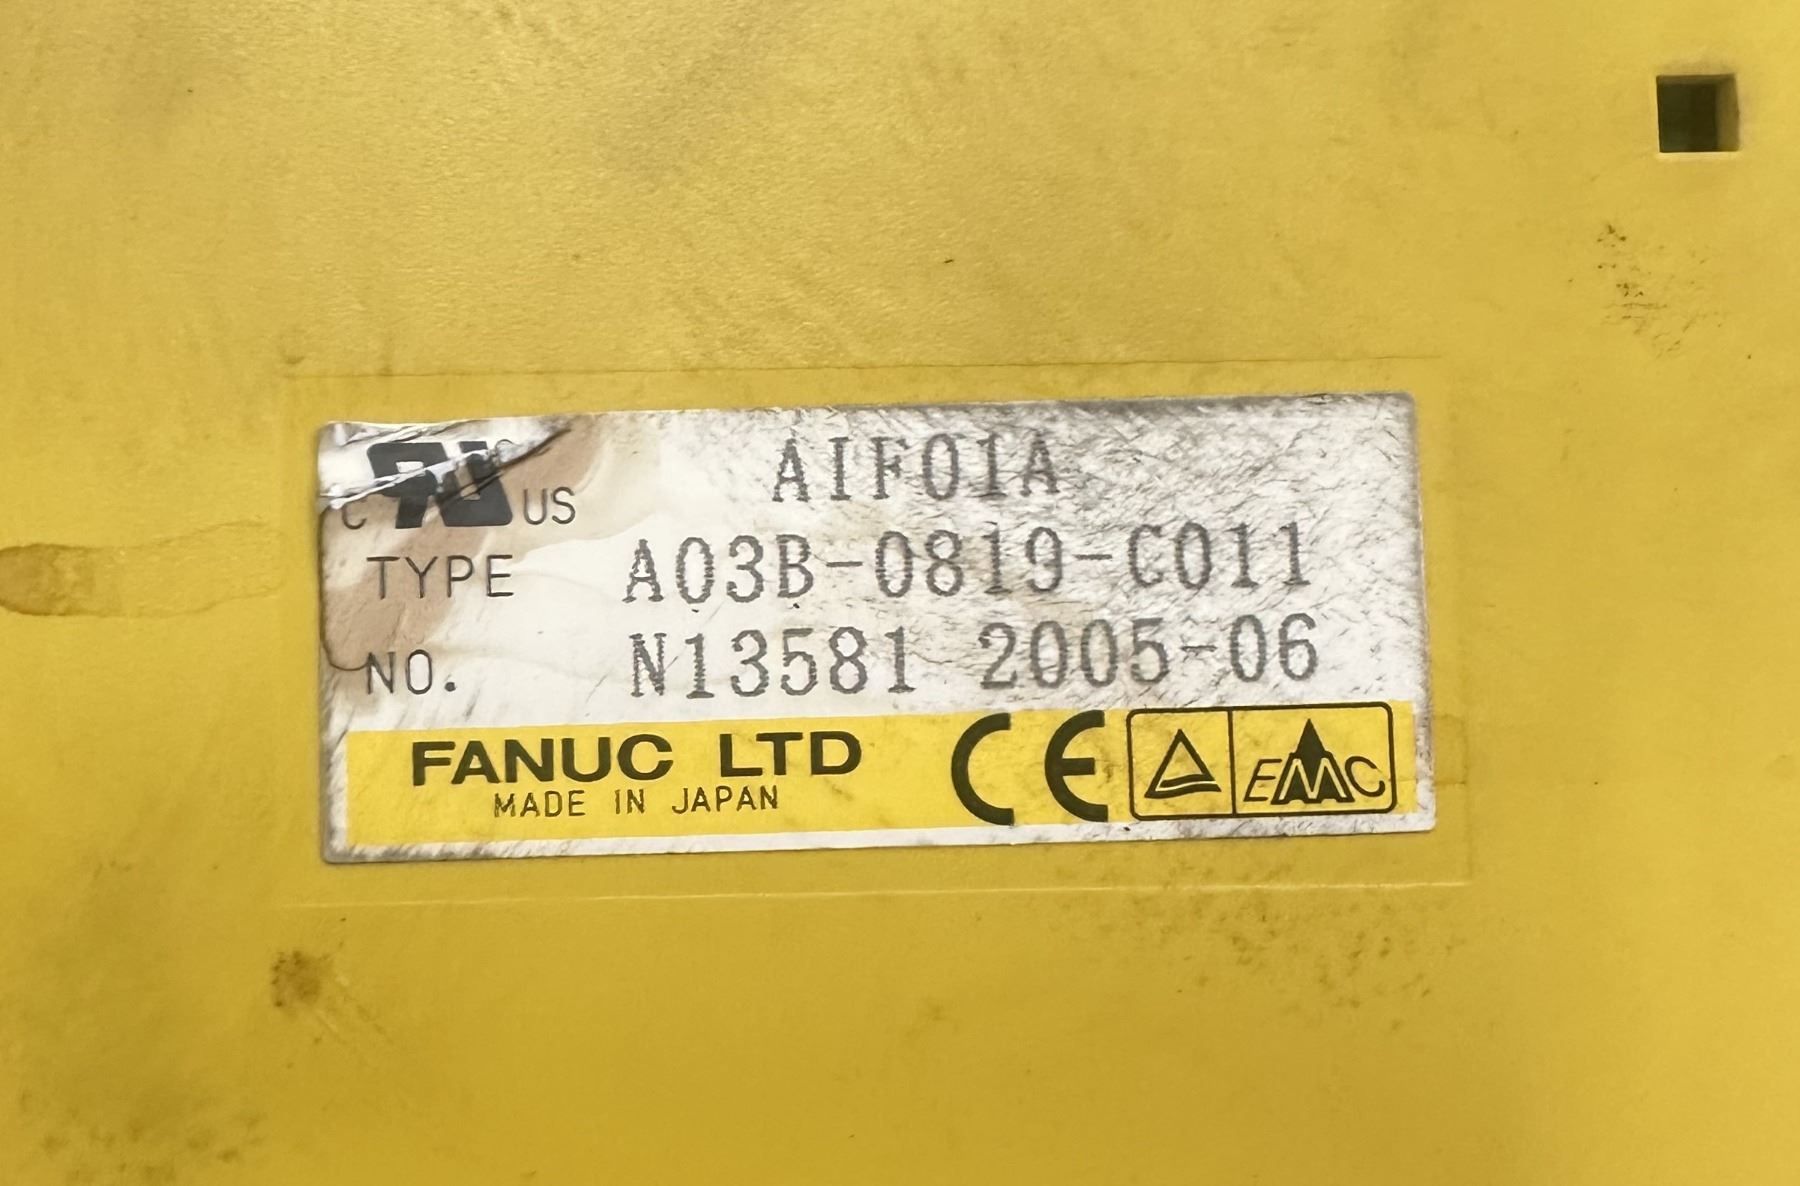 AIF01A
C US
TYPE A03B-0819-C011
NO. N13581 2005-06
FANUC LTD
MADE IN JAPAN
CE
EMC